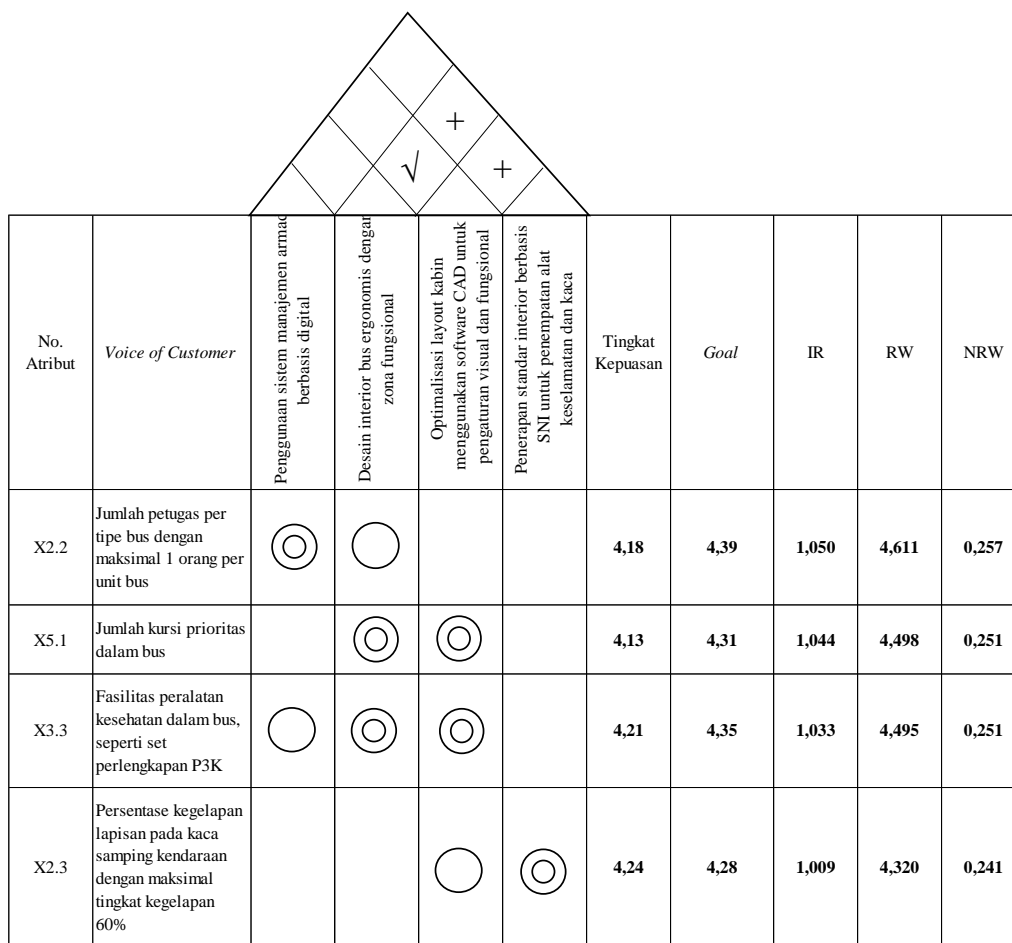 +
√
+
No.
Atribut
Voice of Customer
Penggunaan sistem manajemen armad
berbasis digital
Desain interior bus ergonomis dengan
zona fungsional
Optimalisasi layout kabin
menggunakan software CAD untuk
pengaturan visual dan fungsional
Penerapan standar interior berbasis
SNI untuk penempatan alat
keselamatan dan kaca
Tingkat
Kepuasan
Goal
IR
RW
NRW
X2.2
Jumlah petugas per
tipe bus dengan
maksimal 1 orang per
unit bus
4,18
4,39
1,050
4,611
0,257
X5.1
Jumlah kursi prioritas
dalam bus
4,13
4,31
1,044
4,498
0,251
X3.3
Fasilitas peralatan
kesehatan dalam bus,
seperti set
perlengkapan P3K
4,21
4,35
1,033
4,495
0,251
X2.3
Persentase kegelapan
lapisan pada kaca
samping kendaraan
dengan maksimal
tingkat kegelapan
60%
4,24
4,28
1,009
4,320
0,241